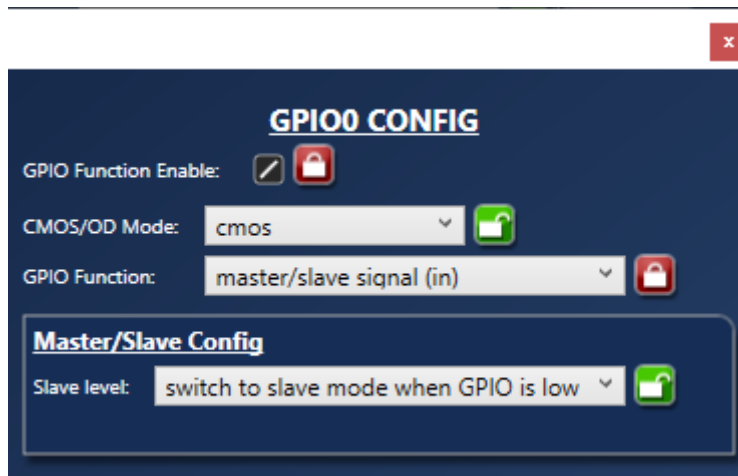 x
GPIO0 CONFIG
GPIO Function Enable:
CMOS/OD Mode: cmos
GPIO Function: master/slave signal (in)
Master/Slave Config
Slave level: switch to slave mode when GPIO is low